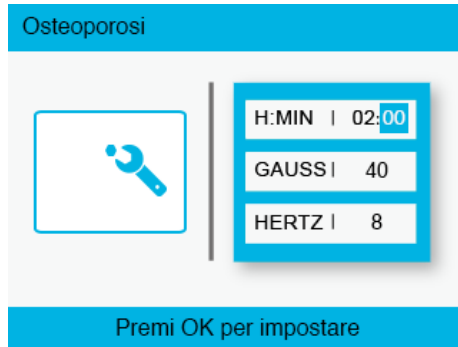 Osteoporosi
H:MIN | 02:00
GAUSS | 40
HERTZ | 8
Premi OK per impostare